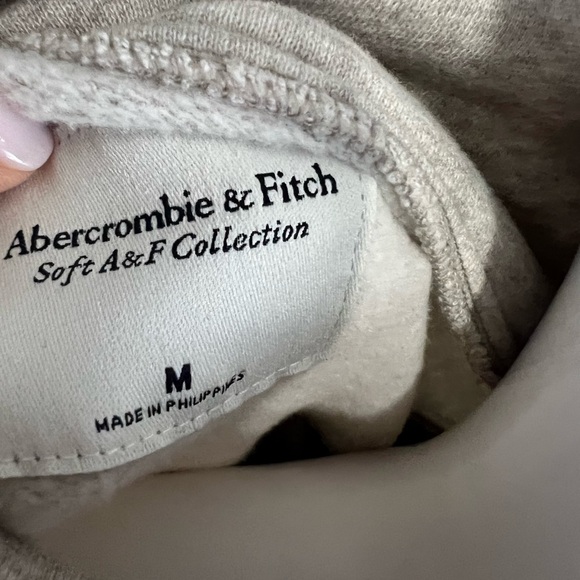 Abercrombie & Fitch
Soft A&F Collection
M
MADE IN PHILIPPINES